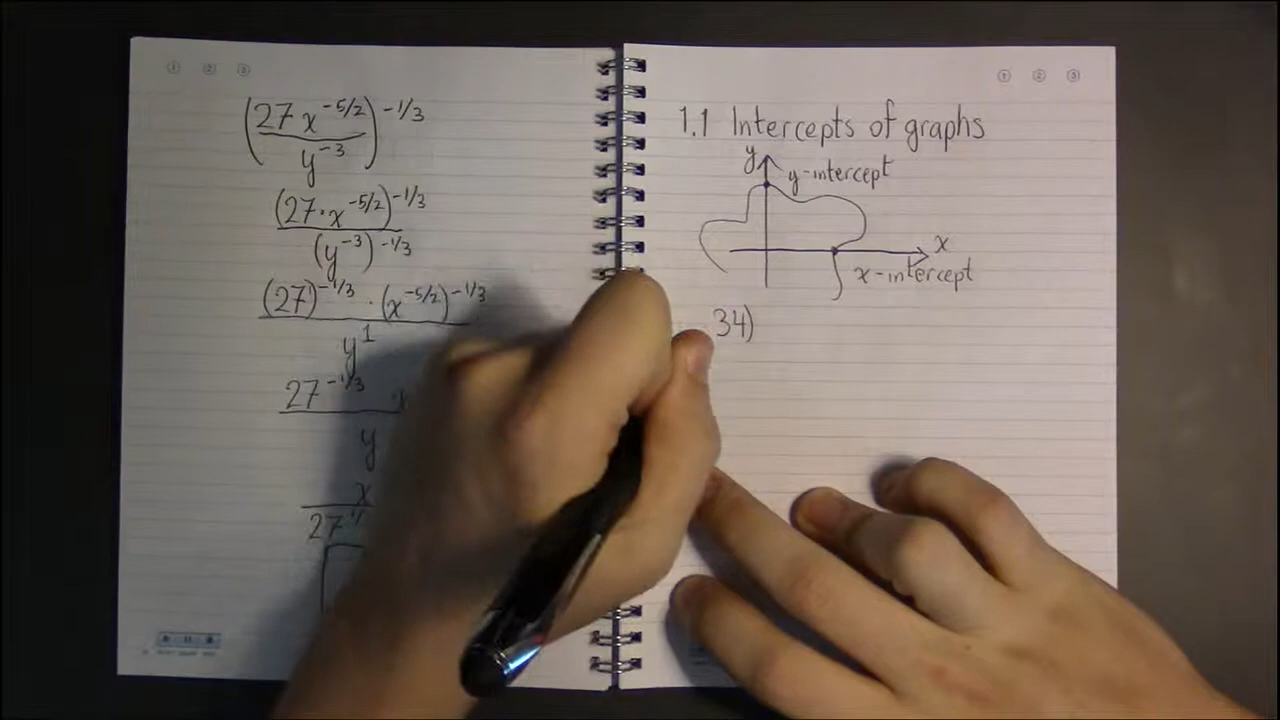 (27 x^-5/2 / y^-3)^-1/3
(27·x^-5/2)^-1/3
(y^-3)^-1/3
(27)^-1/3 · (x^-5/2)^-1/3
y^1
27^-1/3 ·
y
x
1.1 Intercepts of graphs
y
y-intercept
x
x-intercept
34)